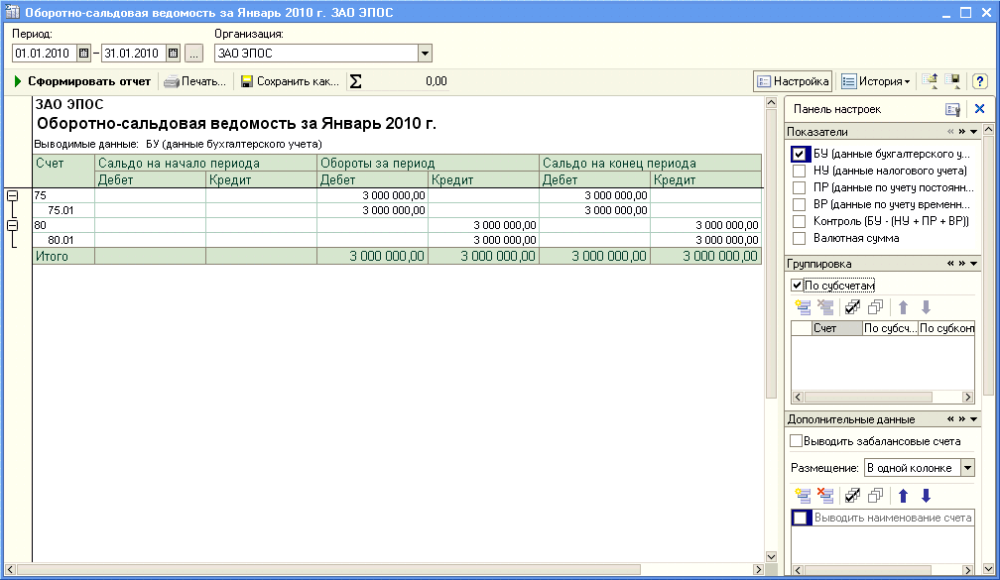 Оборотно-сальдовая ведомость за Январь 2010 г. ЗАО ЭПОС
Период: Организация:
01.01.2010 – 31.01.2010 ... ЗАО ЭПОС
Сформировать отчет Печать... Сохранить как... Σ 0,00 Настройка История ?
ЗАО ЭПОС
Оборотно-сальдовая ведомость за Январь 2010 г.
Выводимые данные: БУ (данные бухгалтерского учета)
Счет Сальдо на начало периода Обороты за период Сальдо на конец периода
Дебет Кредит Дебет Кредит Дебет Кредит
75 3 000 000,00 3 000 000,00
75.01 3 000 000,00 3 000 000,00
80 3 000 000,00 3 000 000,00
80.01 3 000 000,00 3 000 000,00
Итого 3 000 000,00 3 000 000,00 3 000 000,00 3 000 000,00
Панель настроек
Показатели
БУ (данные бухгалтерского у...
НУ (данные налогового учета)
ПР (данные по учету постоянн...
ВР (данные по учету временн...
Контроль (БУ - (НУ + ПР + ВР))
Валютная сумма
Группировка
По субсчетам
Счет По субсч... По субконт
Дополнительные данные
Выводить забалансовые счета
Размещение: В одной колонке
Выводить наименование счета